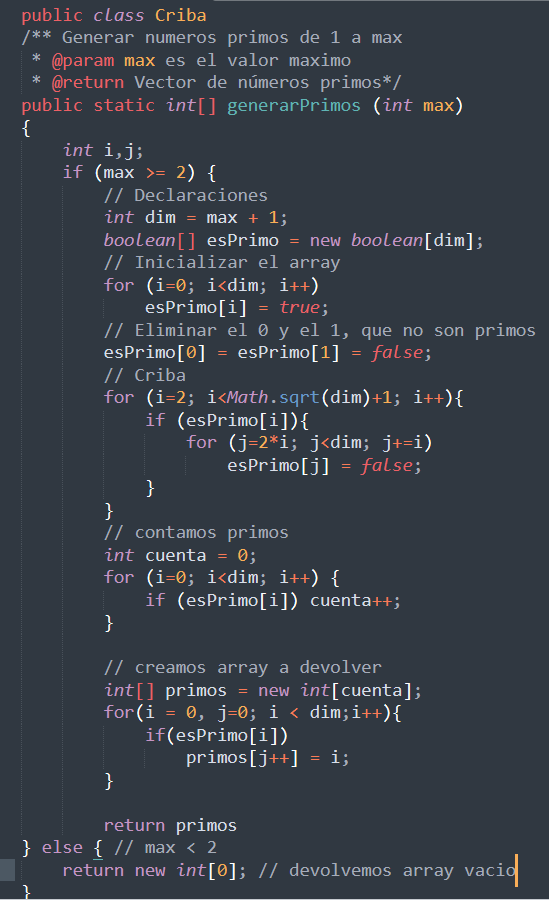 public class Criba
/** Generar numeros primos de 1 a max
 * @param max es el valor maximo
 * @return Vector de números primos*/
public static int[] generarPrimos (int max)
{
    int i,j;
    if (max >= 2) {
        // Declaraciones
        int dim = max + 1;
        boolean[] esPrimo = new boolean[dim];
        // Inicializar el array
        for (i=0; i<dim; i++)
            esPrimo[i] = true;
        // Eliminar el 0 y el 1, que no son primos
        esPrimo[0] = esPrimo[1] = false;
        // Criba
        for (i=2; i<Math.sqrt(dim)+1; i++){
            if (esPrimo[i]){
                for (j=2*i; j<dim; j+=i)
                    esPrimo[j] = false;
            }
        }
        // contamos primos
        int cuenta = 0;
        for (i=0; i<dim; i++) {
            if (esPrimo[i]) cuenta++;
        }

        // creamos array a devolver
        int[] primos = new int[cuenta];
        for(i = 0, j=0; i < dim;i++){
            if(esPrimo[i])
                primos[j++] = i;
        }

        return primos
} else { // max < 2
    return new int[0]; // devolvemos array vacio
}